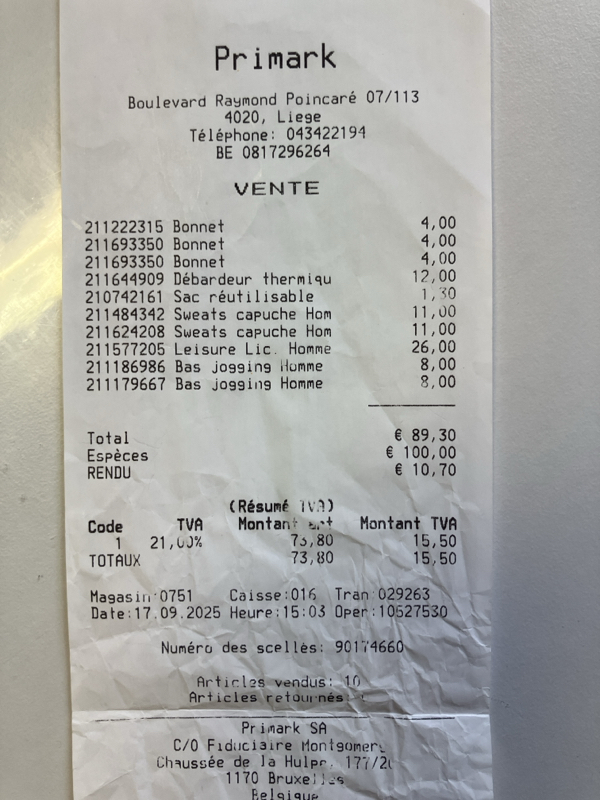 Primark
Boulevard Raymond Poincaré 07/113
4020, Liege
Téléphone: 043422194
BE 0817296264
VENTE
211222315 Bonnet 4,00
211693350 Bonnet 4,00
211693350 Bonnet 4,00
211644909 Débardeur thermiqu 12,00
210742161 Sac réutilisable 1,30
211484342 Sweats capuche Hom 11,00
211624208 Sweats capuche Hom 11,00
211577205 Leisure Lic. Homme 26,00
211186986 Bas jogging Homme 8,00
211179667 Bas jogging Homme 8,00
Total € 89,30
Espèces € 100,00
RENDU € 10,70
(Résumé TVA)
Code TVA Montant Montant TVA
1 21,00% 73,80 15,50
TOTAUX 73,80 15,50
Magasin:0751 Caisse:016 Tran:029263
Date:17.09.2025 Heure:15:03 Oper:10527530
Numéro des scellés: 90174660
Articles vendus: 10
Articles retournés:
Primark SA
C/O Fiduciaire Montgomery
Chaussée de la Hulpe,
1170 Bruxelles
Belgique